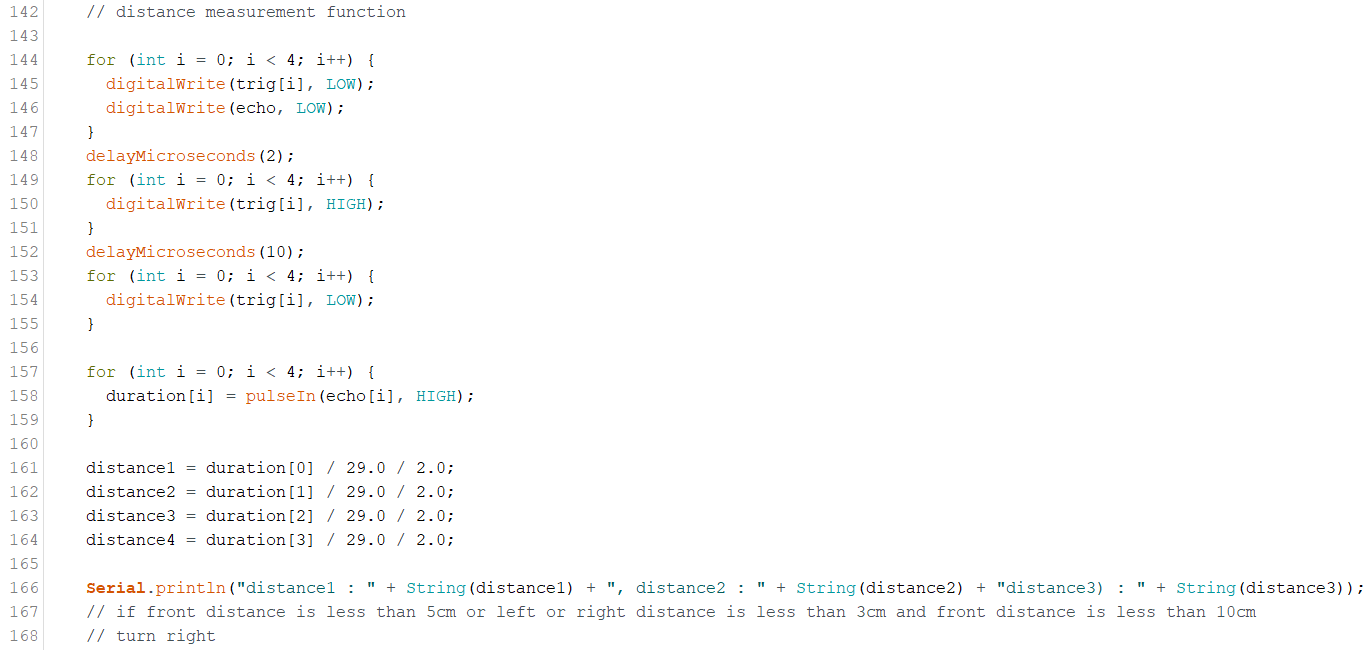 142 // distance measurement function
143
144 for (int i = 0; i < 4; i++) {
145 digitalWrite(trig[i], LOW);
146 digitalWrite(echo, LOW);
147 }
148 delayMicroseconds(2);
149 for (int i = 0; i < 4; i++) {
150 digitalWrite(trig[i], HIGH);
151 }
152 delayMicroseconds(10);
153 for (int i = 0; i < 4; i++) {
154 digitalWrite(trig[i], LOW);
155 }
156
157 for (int i = 0; i < 4; i++) {
158 duration[i] = pulseIn(echo[i], HIGH);
159 }
160
161 distance1 = duration[0] / 29.0 / 2.0;
162 distance2 = duration[1] / 29.0 / 2.0;
163 distance3 = duration[2] / 29.0 / 2.0;
164 distance4 = duration[3] / 29.0 / 2.0;
165
166 Serial.println("distance1 : " + String(distance1) + ", distance2 : " + String(distance2) + "distance3) : " + String(distance3));
167 // if front distance is less than 5cm or left or right distance is less than 3cm and front distance is less than 10cm
168 // turn right